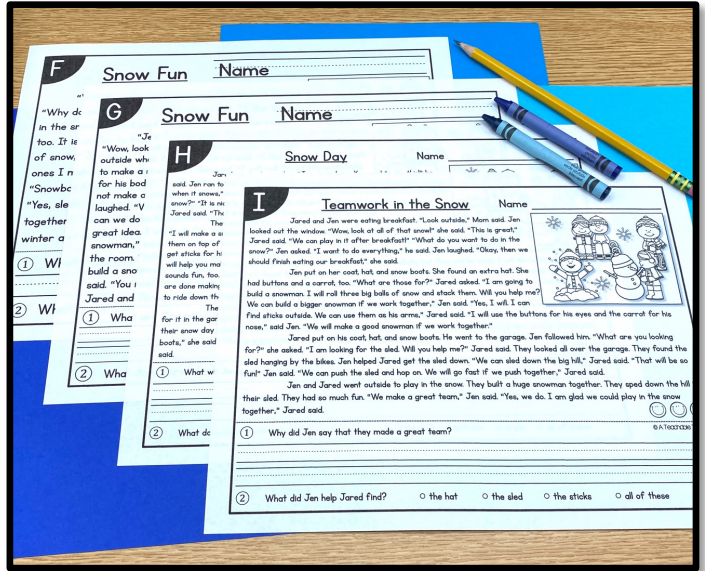 F
Snow Fun Name
"Why do
in the sn
too. It is
of snow,
ones I n
"Snowbo
"Yes, sle
together
winter a
1 Wh
2 Wh
G
Snow Fun Name
"Je
"Wow, look
outside wh
to make a
for his bod
not make a
laughed. "V
can we do
great idea.
snowman,"
the room.
build a sno
said. "You
Jared and
1 Wha
2 Wha
H
Snow Day Name
Jar
said. Jen ran to
when it snows,"
snow?" "It is ni
Jared said. "Th
The
"I will make a s
them on top of
get sticks for hi
will help you ma
sounds fun, too.
are done making
to ride down th
The
for it in the gar
their snow day
boots," she said
said.
1 What w
2 What do
I
Teamwork in the Snow Name
Jared and Jen were eating breakfast. "Look outside," Mom said. Jen
looked out the window. "Wow, look at all of that snow!" she said. "This is great,"
Jared said. "We can play in it after breakfast!" "What do you want to do in the
snow?" Jen asked. "I want to do everything," he said. Jen laughed. "Okay, then we
should finish eating our breakfast," she said.
Jen put on her coat, hat, and snow boots. She found an extra hat. She
had buttons and a carrot, too. "What are those for?" Jared asked. "I am going to
build a snowman. I will roll three big balls of snow and stack them. Will you help me?
We can build a bigger snowman if we work together," Jen said. "Yes, I will. I can
find sticks outside. We can use them as his arms," Jared said. "I will use the buttons for his eyes and the carrot for his
nose," said Jen. "We will make a good snowman if we work together."
Jared put on his coat, hat, and snow boots. He went to the garage. Jen followed him. "What are you looking
for?" she asked. "I am looking for the sled. Will you help me?" Jared said. They looked all over the garage. They found the
sled hanging by the bikes. Jen helped Jared get the sled down. "We can sled down the big hill," Jared said. "That will be so
fun!" Jen said. "We can push the sled and hop on. We will go fast if we push together," Jared said.
Jen and Jared went outside to play in the snow. They built a huge snowman together. They sped down the hill
their sled. They had so much fun. "We make a great team," Jen said. "Yes, we do. I am glad we could play in the snow
together," Jared said.
©A Teachable
1 Why did Jen say that they made a great team?
2 What did Jen help Jared find? O the hat O the sled O the sticks O all of these